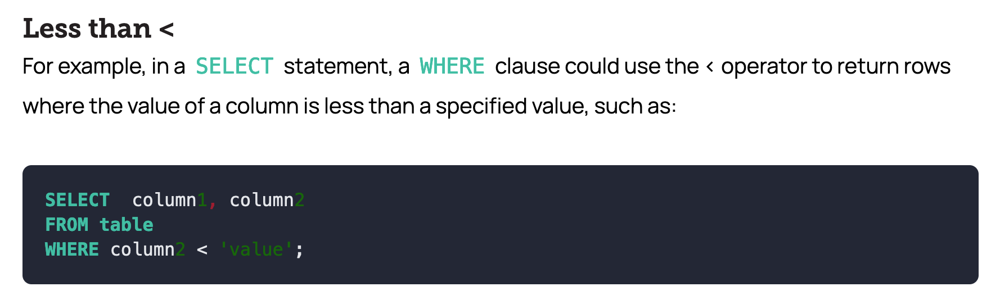 Less than <
For example, in a SELECT statement, a WHERE clause could use the < operator to return rows
where the value of a column is less than a specified value, such as:
SELECT  column1, column2
FROM table
WHERE column2 < 'value';